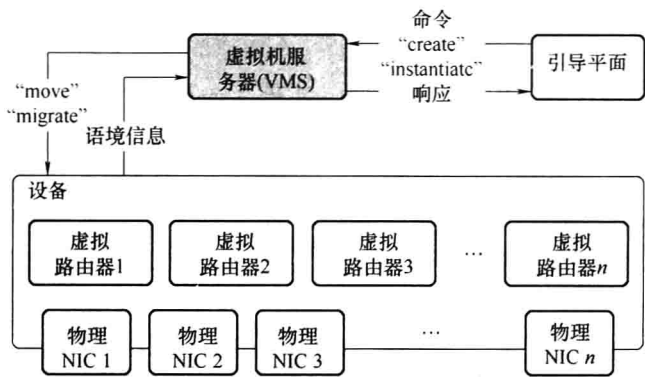 命令
“create”
“instantiatc”
响应
虚拟机服
务器(VMS)
引导平面
“move”
“migrate”
语境信息
设备
虚拟
路由器1
虚拟
路由器2
虚拟
路由器3
…
虚拟
路由器n
物理
NIC 1
物理
NIC 2
物理
NIC 3
…
物理
NIC n